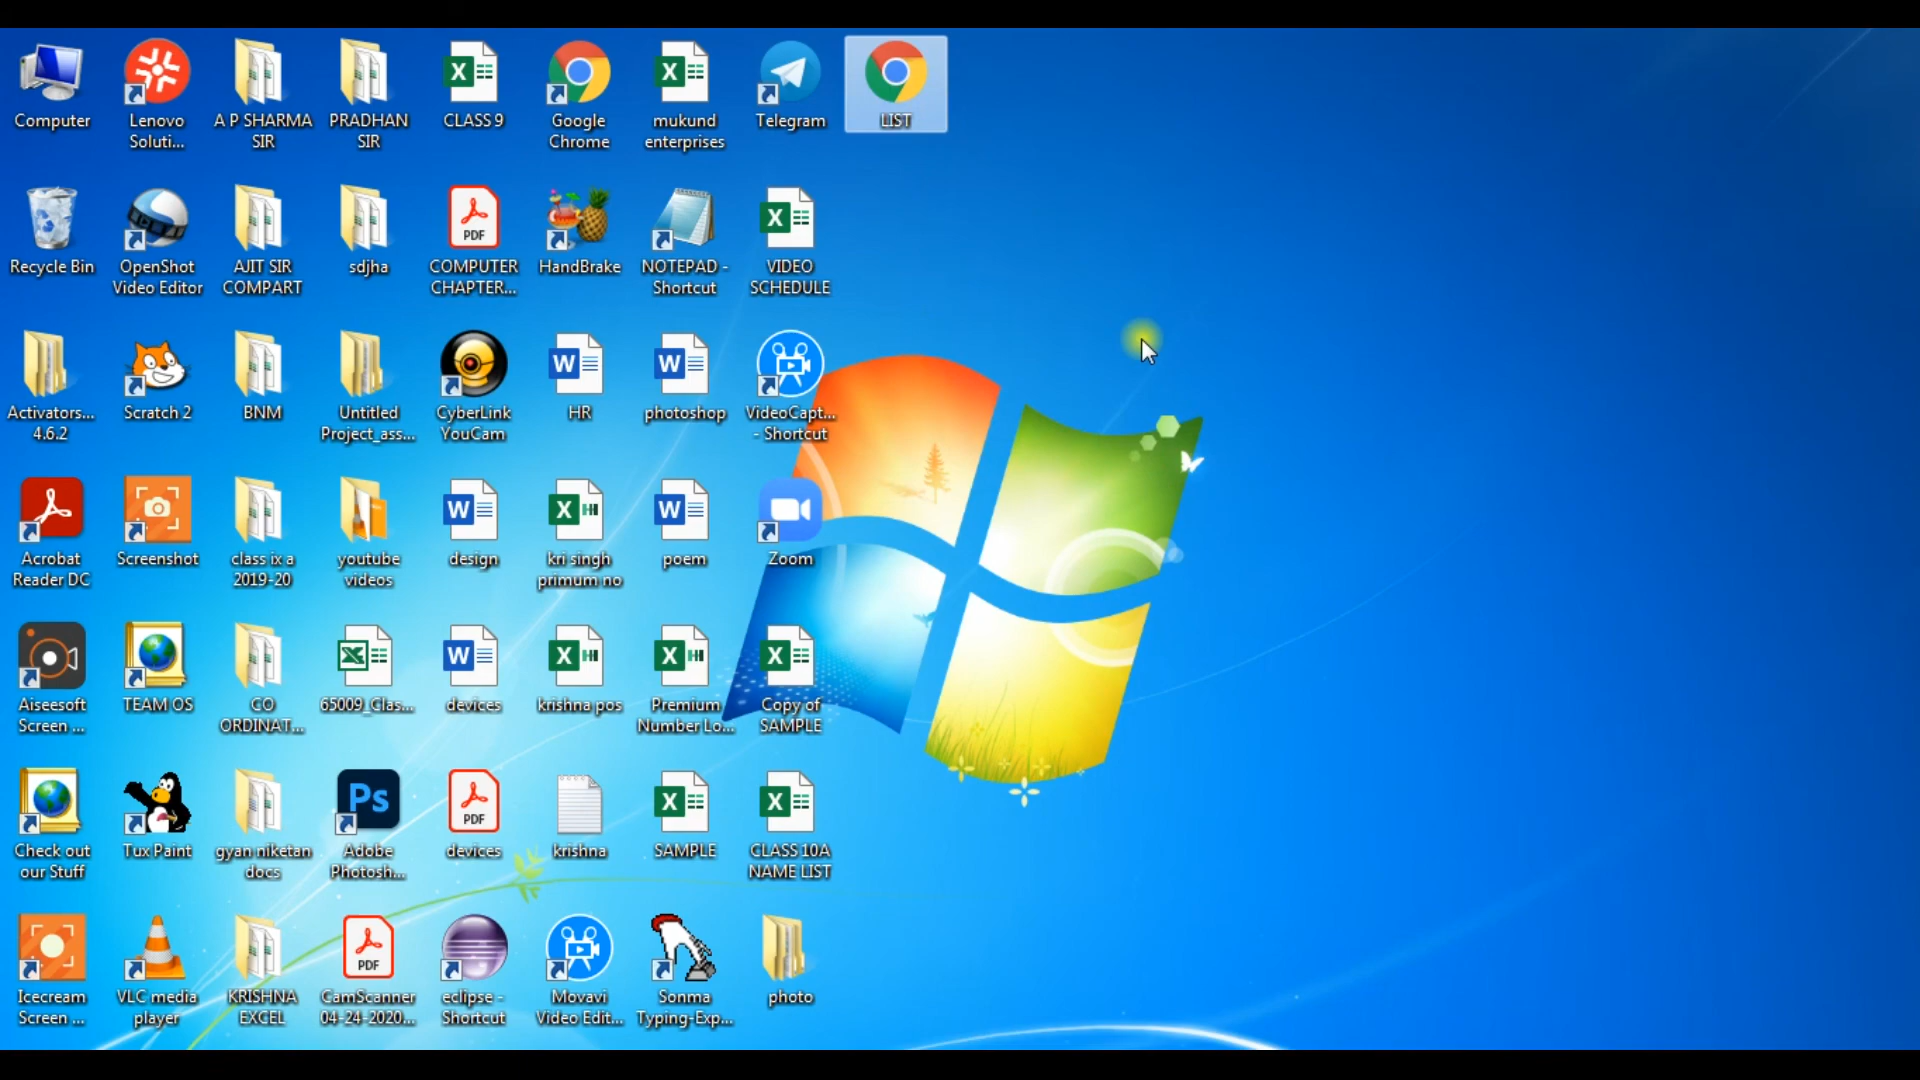 Computer
Lenovo
Soluti...
A P SHARMA
SIR
PRADHAN
SIR
CLASS 9
Google
Chrome
mukund
enterprises
Telegram
LIST
Recycle Bin
OpenShot
Video Editor
AJIT SIR
COMPART
sdjha
PDF
COMPUTER
CHAPTER...
HandBrake
NOTEPAD -
Shortcut
VIDEO
SCHEDULE
Activators...
4.6.2
Scratch 2
BNM
Untitled
Project_ass...
CyberLink
YouCam
HR
photoshop
VideoCapt...
- Shortcut
Acrobat
Reader DC
Screenshot
class ix a
2019-20
youtube
videos
design
kri singh
primum no
poem
Zoom
Aiseesoft
Screen ...
TEAM OS
CO
ORDINAT...
65009_Clas...
devices
krishna pos
Premium
Number Lo...
Copy of
SAMPLE
Check out
our Stuff
Tux Paint
gyan niketan
docs
Ps
Adobe
Photosh...
PDF
devices
krishna
SAMPLE
CLASS 10A
NAME LIST
Icecream
Screen ...
VLC media
player
KRISHNA
EXCEL
PDF
CamScanner
04-24-2020...
eclipse -
Shortcut
Movavi
Video Edit...
Sonma
Typing-Exp...
photo